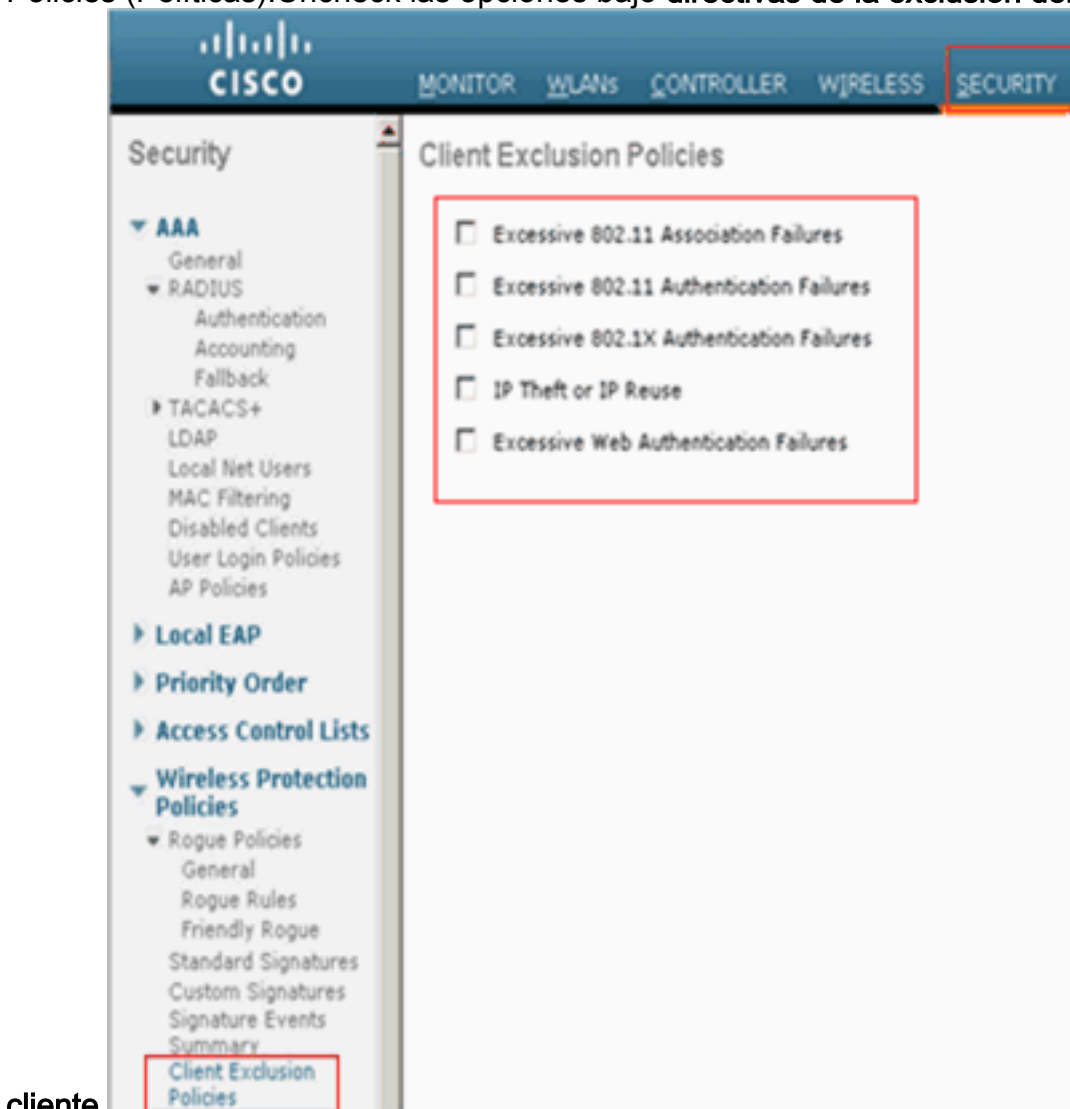 Policies (Políticas).Uncheck las opciones bajo directivas de la exclusión del
CISCO
MONITOR WLANs CONTROLLER WIRELESS SECURITY
Security
AAA
General
RADIUS
Authentication
Accounting
Fallback
TACACS+
LDAP
Local Net Users
MAC Filtering
Disabled Clients
User Login Policies
AP Policies
Local EAP
Priority Order
Access Control Lists
Wireless Protection
Policies
Rogue Policies
General
Rogue Rules
Friendly Rogue
Standard Signatures
Custom Signatures
Signature Events
Summary
Client Exclusion
Policies
Client Exclusion Policies
Excessive 802.11 Association Failures
Excessive 802.11 Authentication Failures
Excessive 802.1X Authentication Failures
IP Theft or IP Reuse
Excessive Web Authentication Failures
cliente